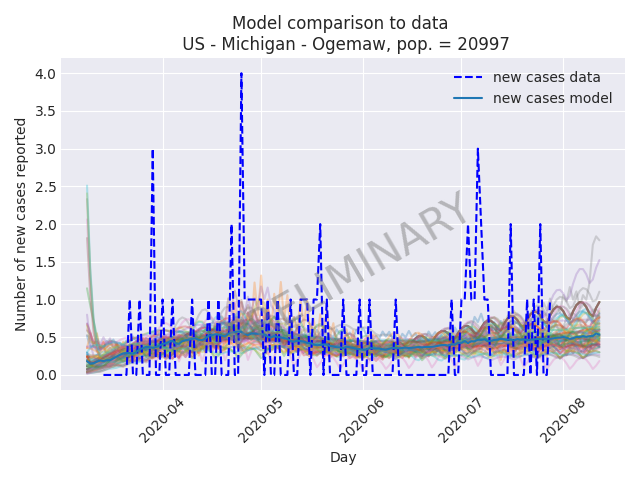 Model comparison to data
US - Michigan - Ogemaw, pop. = 20997
new cases data
new cases model
Number of new cases reported
4.0
3.5
3.0
2.5
2.0
1.5
1.0
0.5
0.0
2020-04
2020-05
2020-06
2020-07
2020-08
Day